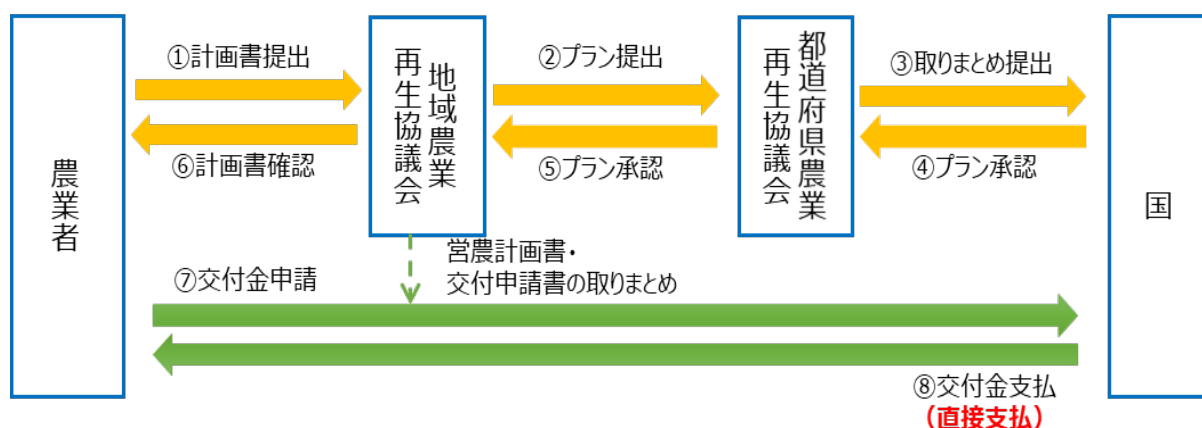 農業者
①計画書提出
⑥計画書確認
地域農業
再生協議会
②プラン提出
⑤プラン承認
都道府県農業
再生協議会
③取りまとめ提出
④プラン承認
国
営農計画書・
交付申請書の取りまとめ
⑦交付金申請
⑧交付金支払
（直接支払）